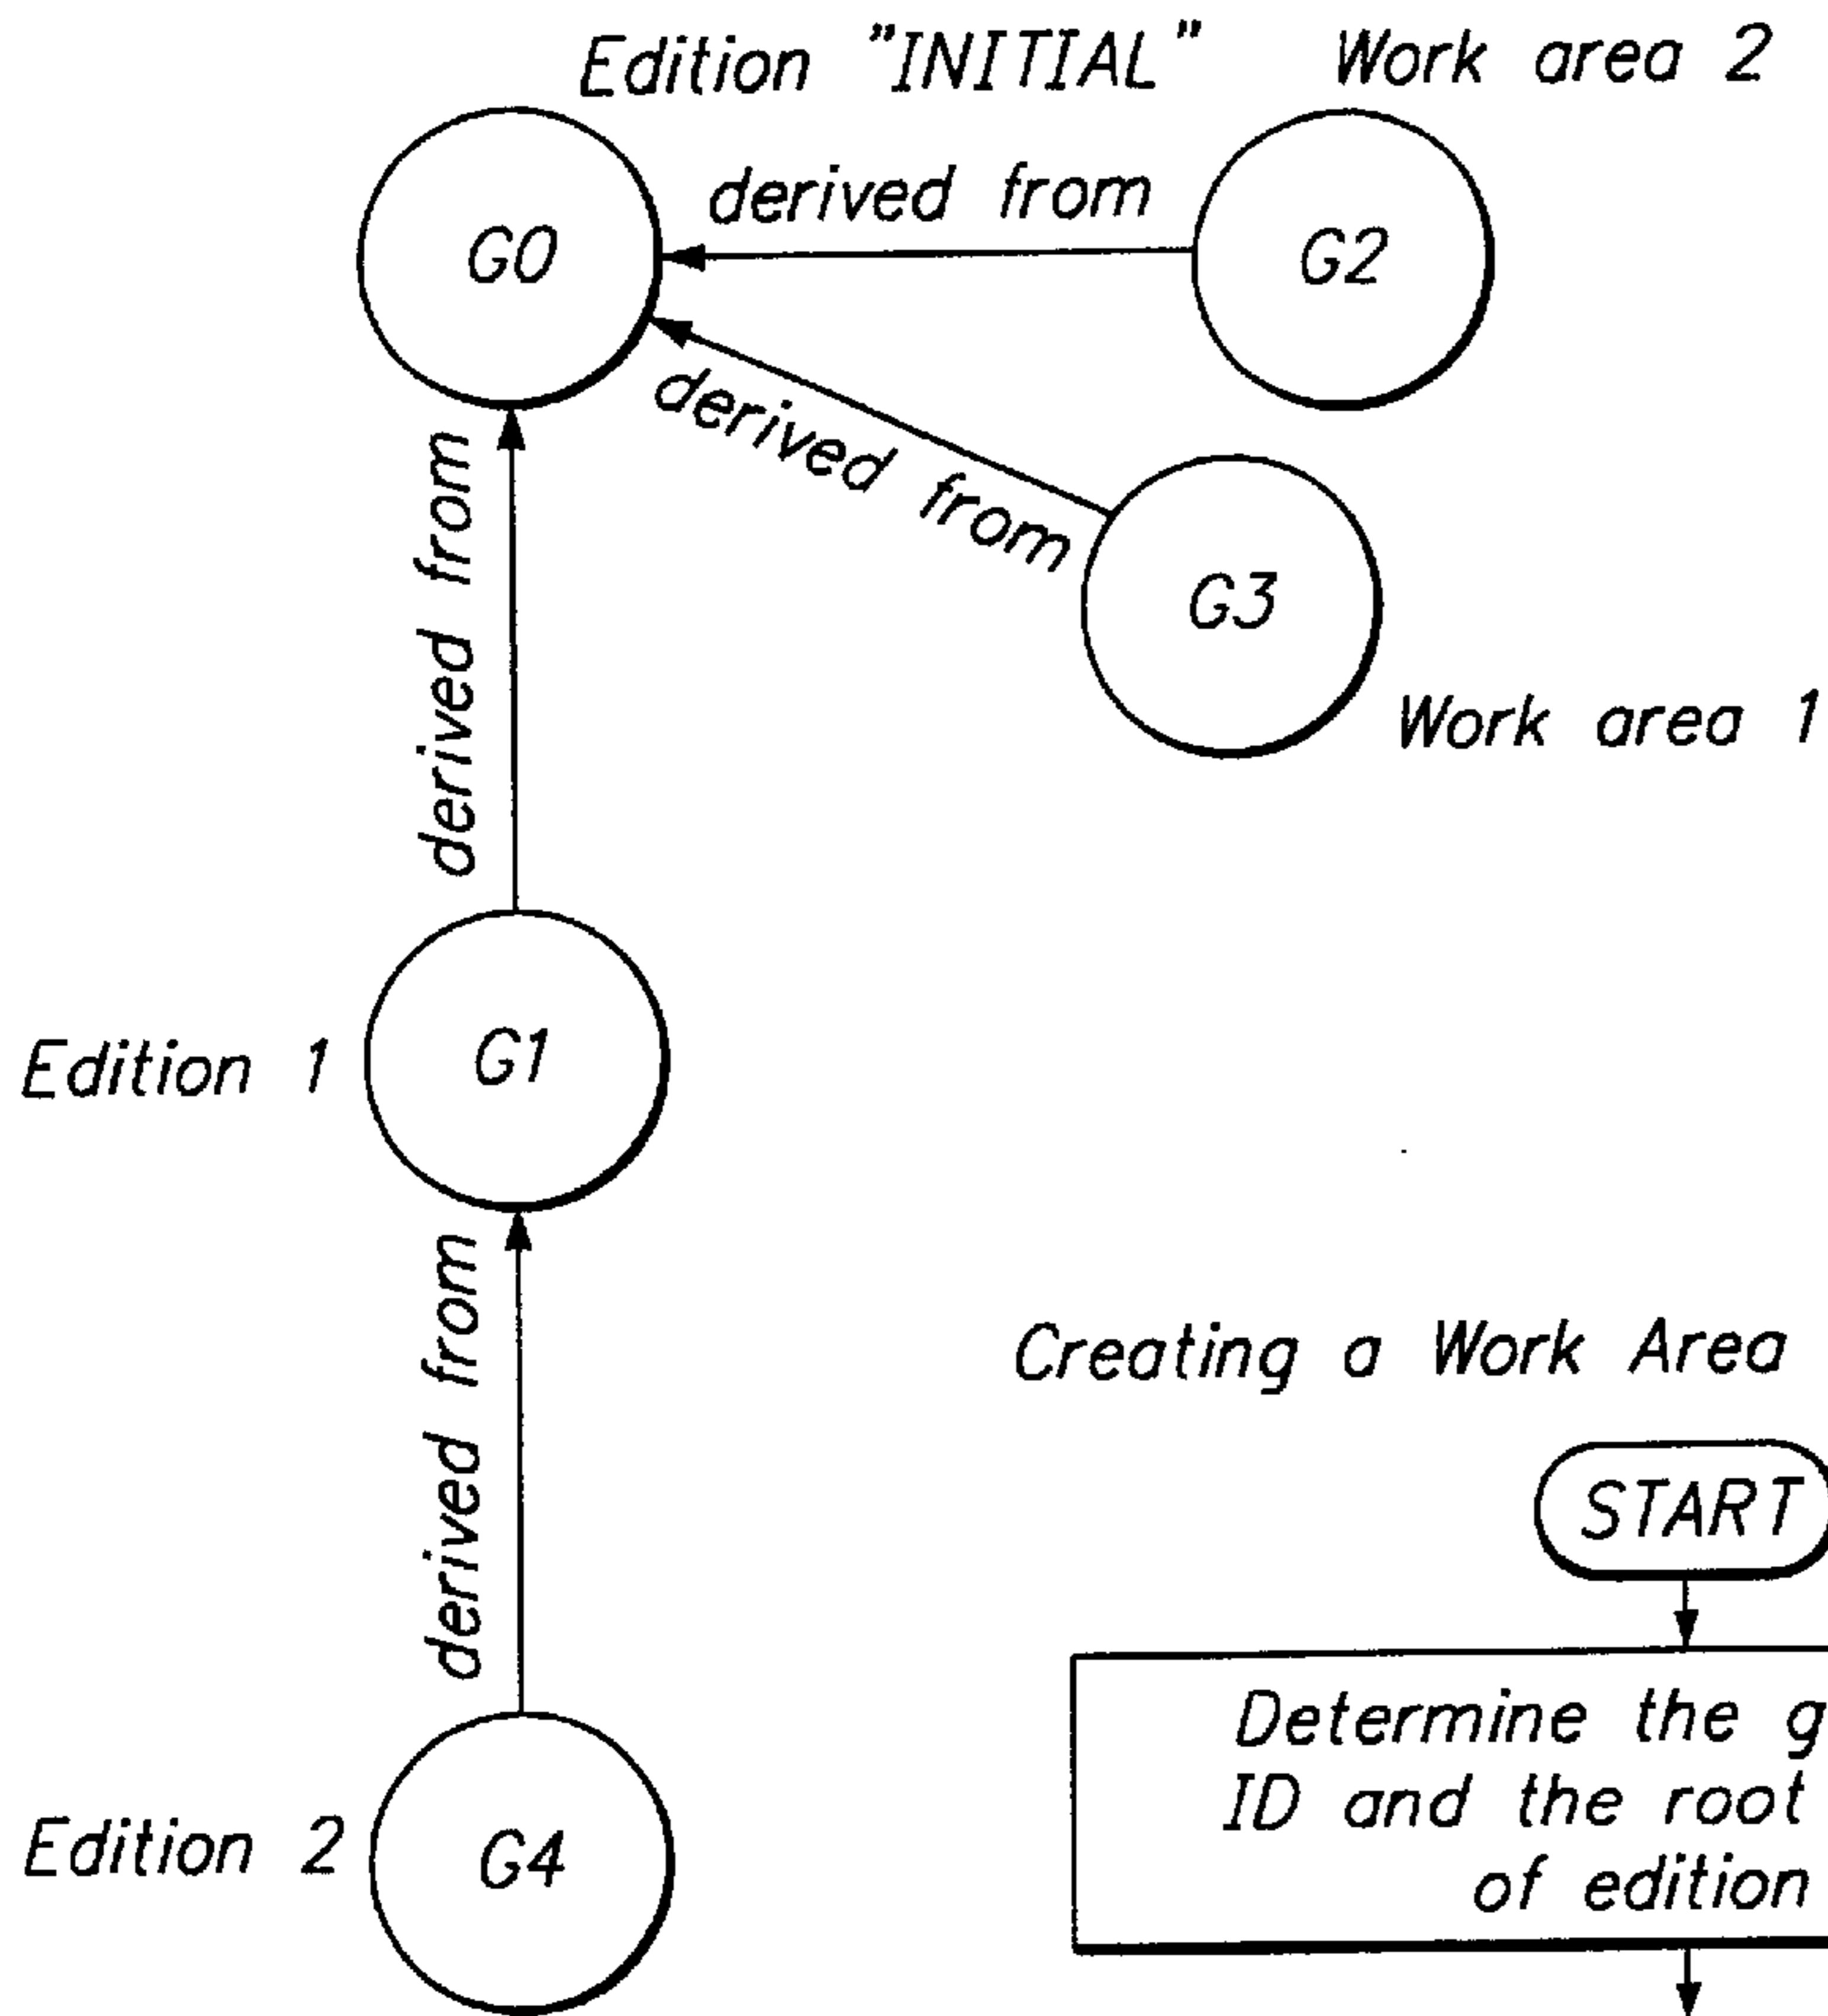 Edition "INITIAL"
Work area 2
G0
derived from
G2
derived from
G3
Work area 1
derived from
Edition 1
G1
derived from
Edition 2
G4
Creating a Work Area
START
Determine the
ID and the root
of edition